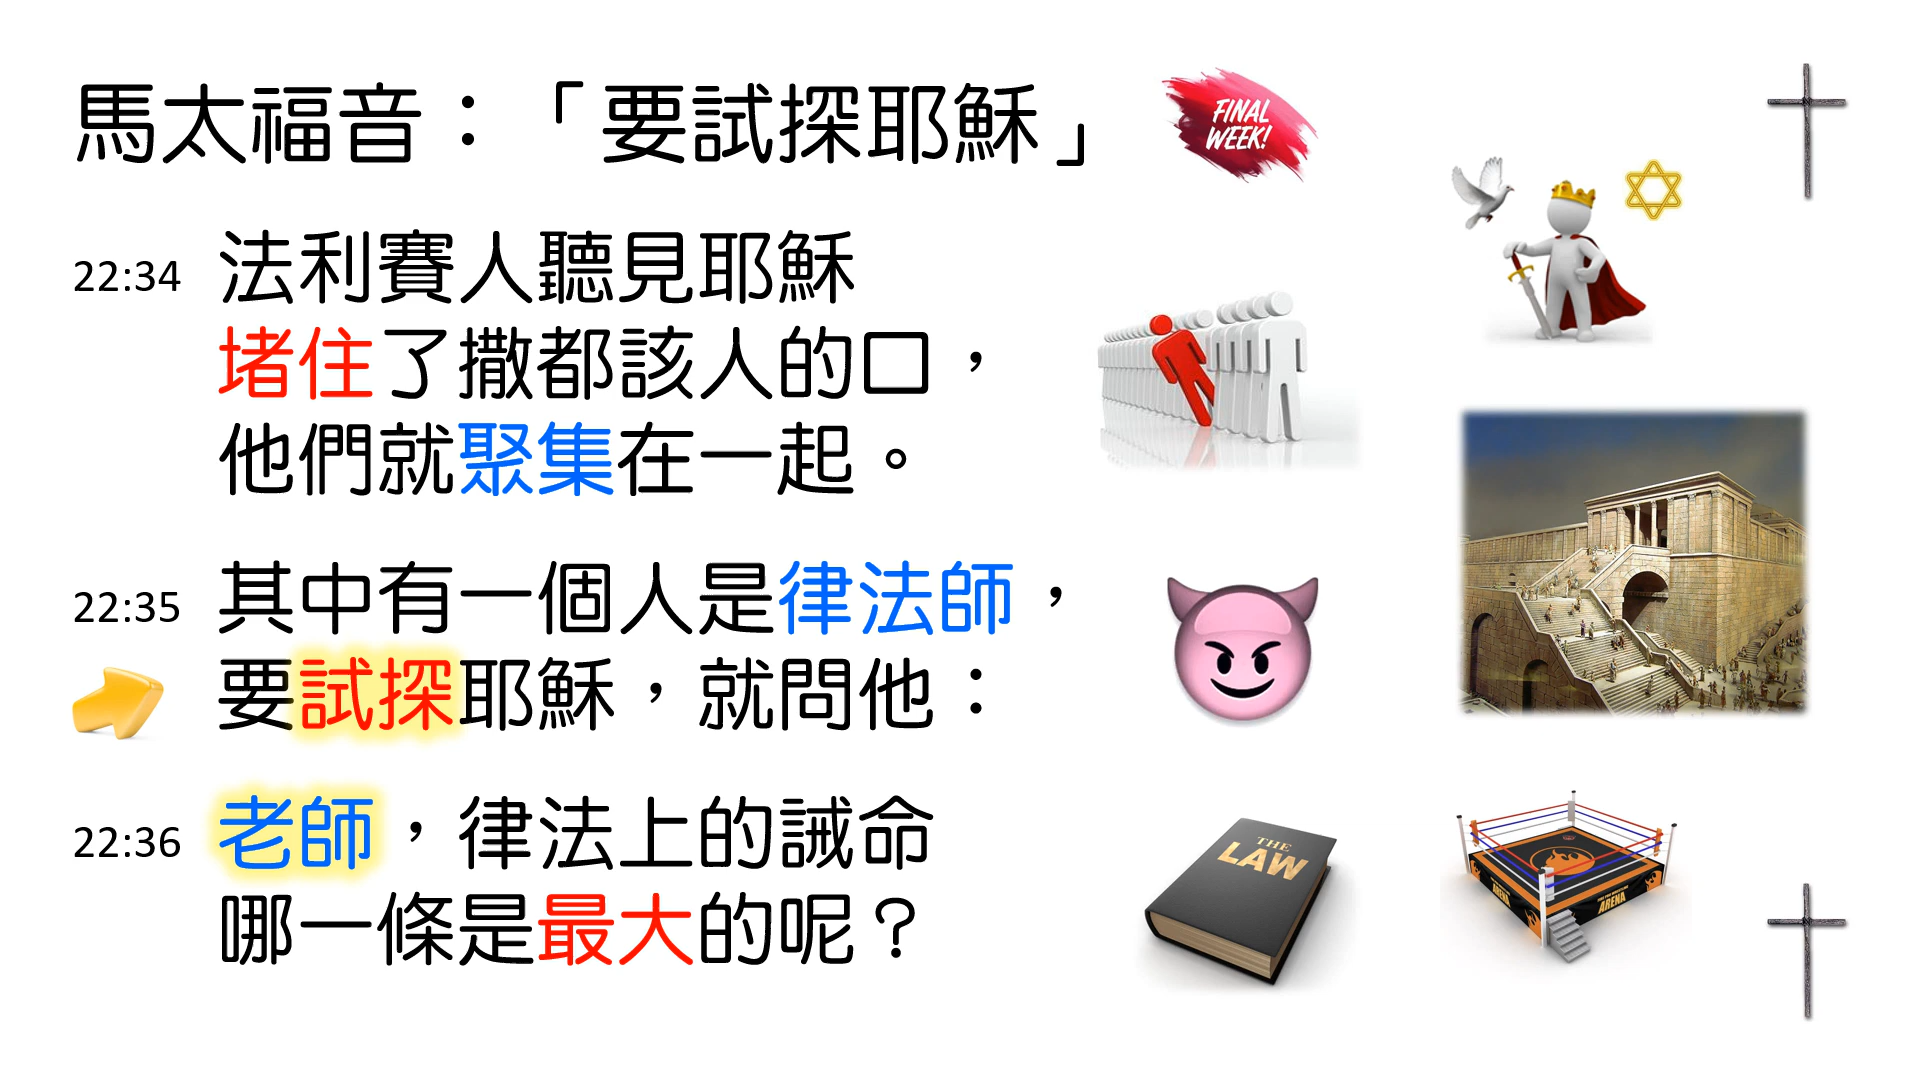 馬太福音：「要試探耶穌」
FINAL
WEEK!
22:34 法利賽人聽見耶穌
堵住了撒都該人的口，
他們就聚集在一起。
22:35 其中有一個人是律法師，
要試探耶穌，就問他：
22:36 老師，律法上的誡命
哪一條是最大的呢？
THE
LAW
ARENA
ARENA